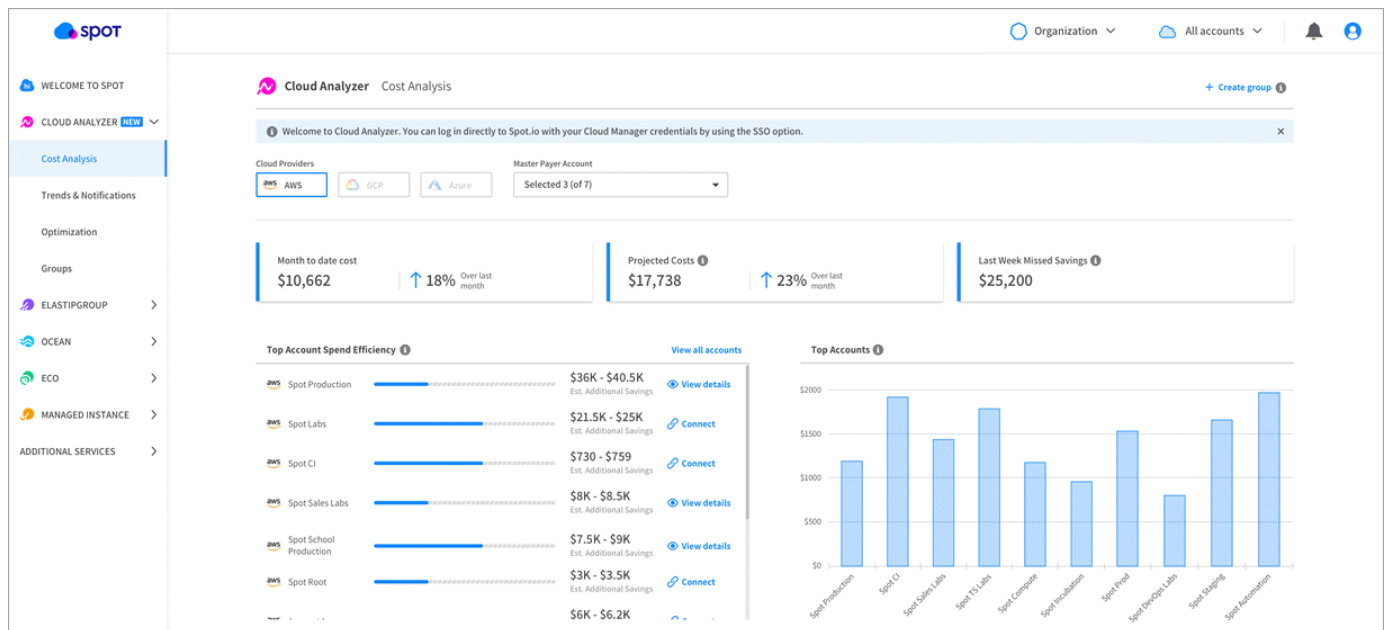 spot
Organization
All accounts
hi
WELCOME TO SPOT
CLOUD ANALYZER NEW
Cost Analysis
Trends & Notifications
Optimization
Groups
ELASTIPGROUP
OCEAN
ECO
MANAGED INSTANCE
ADDITIONAL SERVICES
Cloud Analyzer Cost Analysis
+ Create group i
i Welcome to Cloud Analyzer. You can log in directly to Spot.io with your Cloud Manager credentials by using the SSO option. ×
Cloud Providers
aws AWS
GCP
Azure
Master Payer Account
Selected 3 (of 7)
Month to date cost
$10,662
18% Over last
month
Projected Costs i
$17,738
23% Over last
month
Last Week Missed Savings i
$25,200
Top Account Spend Efficiency i
View all accounts
aws Spot Production $36K - $40.5K View details
Est. Additional Savings
aws Spot Labs $21.5K - $25K Connect
Est. Additional Savings
aws Spot CI $730 - $759 Connect
Est. Additional Savings
aws Spot Sales Labs $8K - $8.5K View details
Est. Additional Savings
aws Spot School
Production $7.5K - $9K View details
Est. Additional Savings
aws Spot Root $3K - $3.5K Connect
Est. Additional Savings
$6K - $6.2K
Top Accounts i
$2000
$1500
$1000
$500
$0
Spot Production
Spot CI
Spot Sales Labs
Spot TS Labs
Spot Compute
Spot Incubation
Spot Prod
Spot DevOps Labs
Spot Staging
Spot Automation